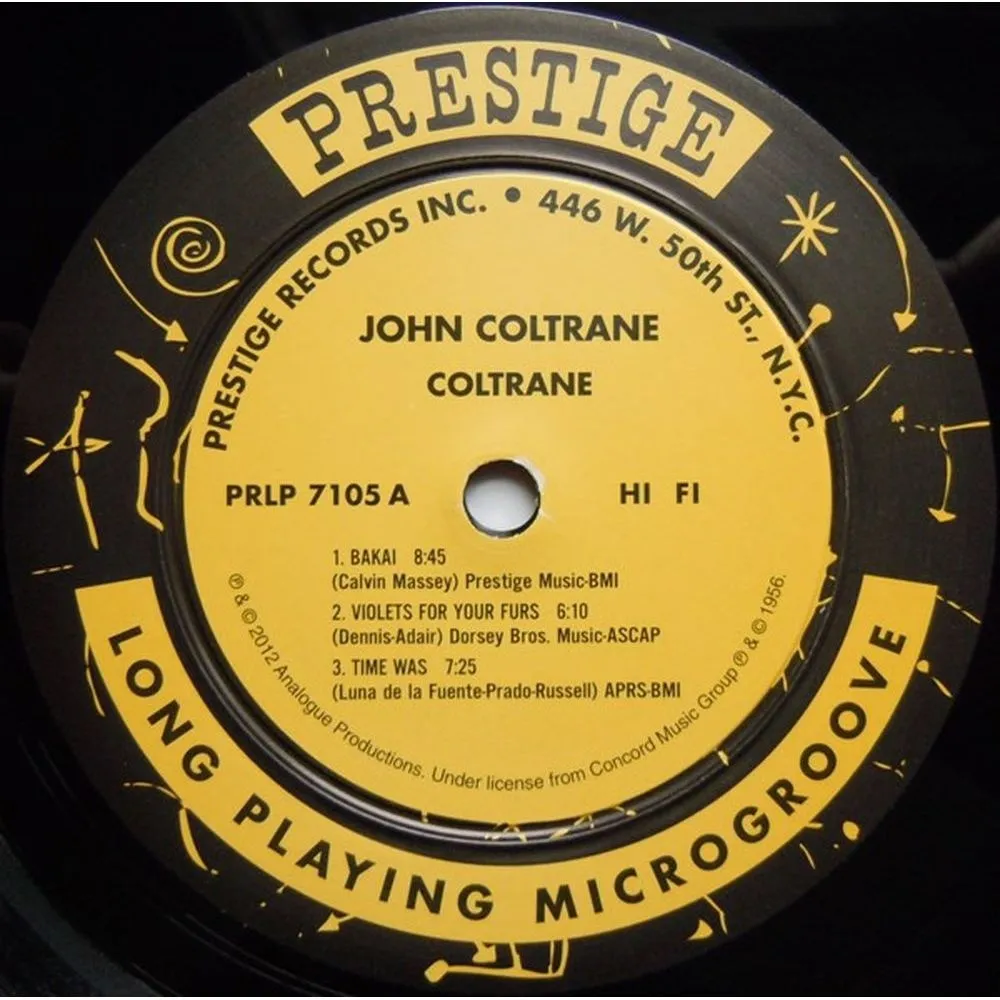 PRESTIGE
PRESTIGE RECORDS INC. • 446 W. 50th ST., N.Y.C.
JOHN COLTRANE
COLTRANE
PRLP 7105 A
HI FI
1. BAKAI 8:45
(Calvin Massey) Prestige Music-BMI
2. VIOLETS FOR YOUR FURS 6:10
(Dennis-Adair) Dorsey Bros. Music-ASCAP
3. TIME WAS 7:25
(Luna de la Fuente-Prado-Russell) APRS-BMI
℗ & © 2012 Analogue Productions. Under license from Concord Music Group ℗ & © 1956.
LONG PLAYING MICROGROOVE